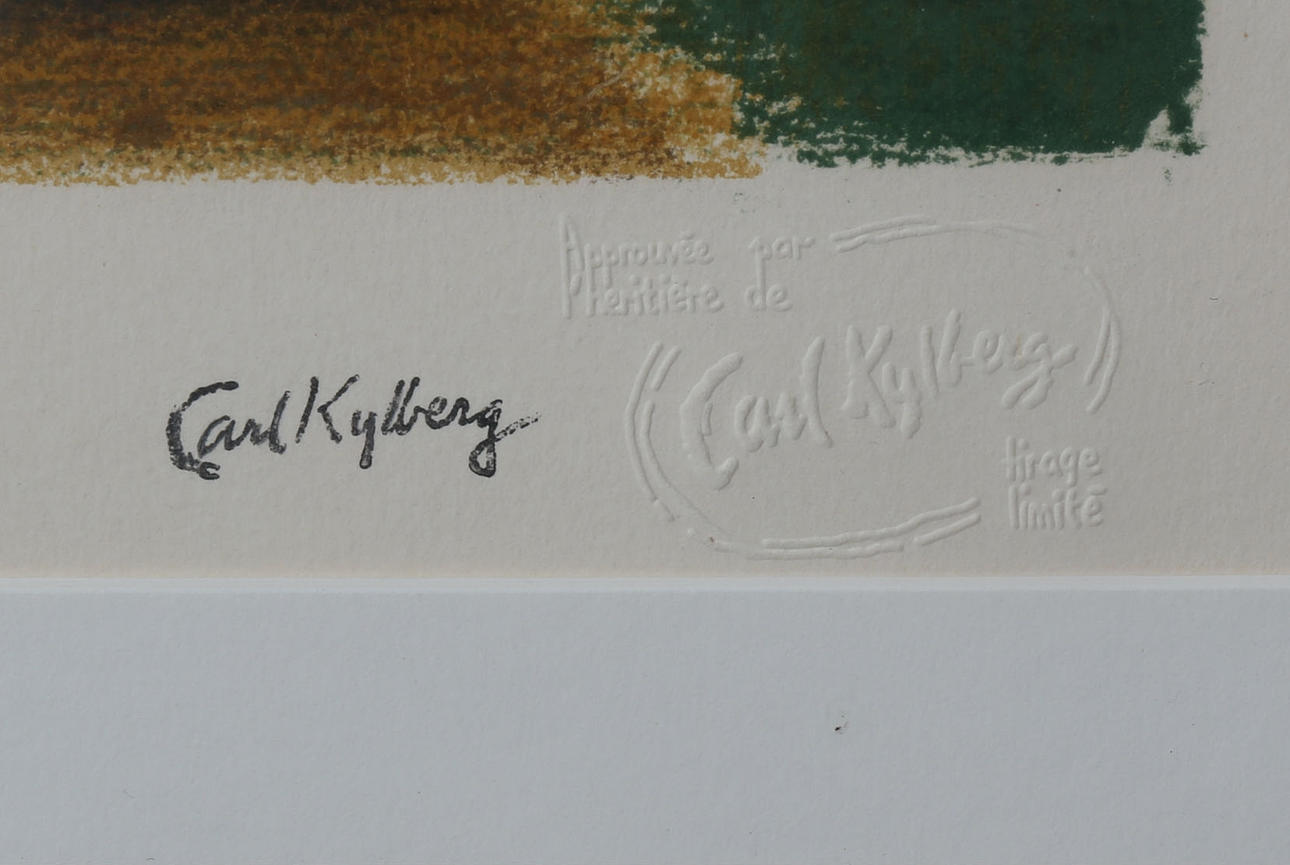 Carl Kylberg
Approuvée par
l'héritière de
Carl Kylberg
tirage
limité